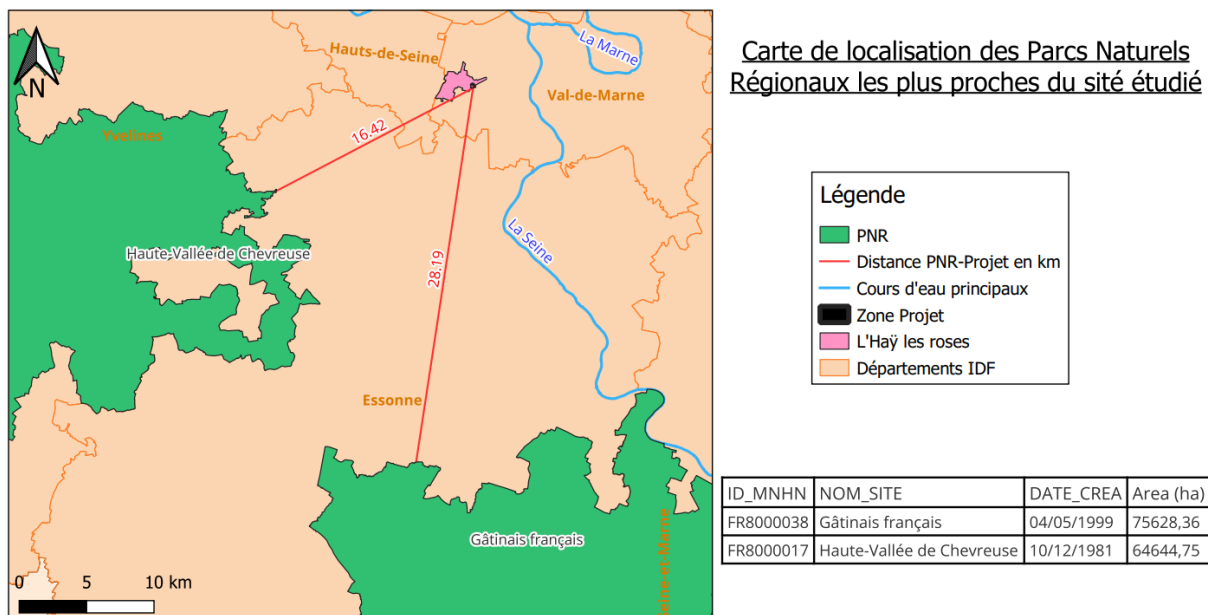 Carte de localisation des Parcs Naturels
Régionaux les plus proches du sité étudié
N
Hauts-de-Seine
La Marne
Val-de-Marne
Yvelines
16.42
La Seine
Haute-Vallée de Chevreuse
28.19
Essonne
Gâtinais français
eine-et-Marne
0 5 10 km
Légende
PNR
Distance PNR-Projet en km
Cours d'eau principaux
Zone Projet
L'Haÿ les roses
Départements IDF
ID_MNHN NOM_SITE DATE_CREA Area (ha)
FR8000038 Gâtinais français 04/05/1999 75628,36
FR8000017 Haute-Vallée de Chevreuse 10/12/1981 64644,75